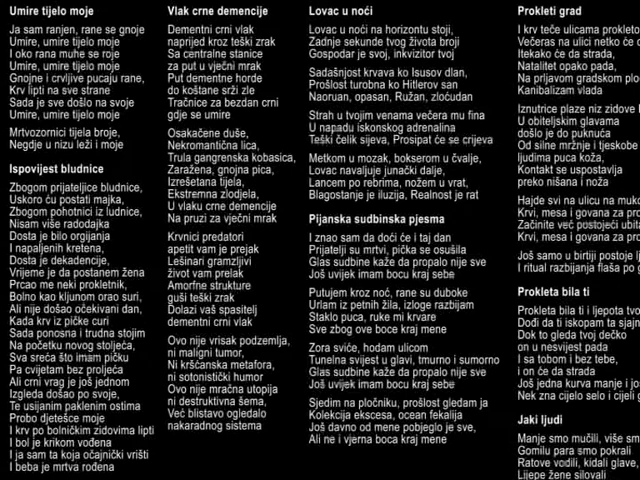 Umire tijelo moje
Ja sam ranjen, rane se gnoje
Umire, umire tijelo moje
I oko rana muhe se roje
Umire, umire tijelo moje
Gnojne i crvljive pucaju rane,
Krv lipti na sve strane
Sada je sve došlo na svoje
Umire, umire tijelo moje
Mrtvozornici tijela broje,
Negdje u nizu leži i moje
Ispovijest bludnice
Zbogom prijateljice bludnice,
Uskoro ću postati majka,
Zbogom pohotnici iz ludnice,
Nisam više radodajka
Dosta je bilo orgijanja
I napaljenih kretena,
Dosta je dekadencije,
Vrijeme je da postanem žena
Prcao me neki prokletnik,
Bolno kao kljunom orao suri,
Ali nije došao očekivani dan,
Kada krv iz pičke curi
Sada ponosna i trudna stojim
Na početku novog stoljeća,
Sva sreća što imam pičku
Pa cvijetam bez proljeća
Ali crni vrag je još jednom
Izgleda došao po svoje,
Te usijanim paklenim ostima
Probo djetešce moje
I krv po bolničkim zidovima lipti
I bol je krikom vođena
I ja sam ta koja očajnički vrišti
I beba je mrtva rođena
Vlak crne demencije
Dementni crni vlak
naprijed kroz teški zrak
Sa centralne stanice
za put u vječni mrak
Put dementne horde
do koštane srži zle
Tračnice za bezdan crni
gdje se umire
Osakaćene duše,
Nekromantična lica,
Trula gangrenska kobasica,
Zaražena, gnojna pica,
Izrešetana tijela,
Ekstremna zlodjela,
U vlaku crne demencije
Na pruzi za vječni mrak
Krvnici predatori
apetit vam je prejak
Lešinari gramzljivi
život vam prelak
Amorfne strukture
guši teški zrak
Dolazi vaš spasitelj
dementni crni vlak
Ovo nije vrisak podzemlja,
ni maligni tumor,
Ni kršćanska metafora,
ni sotonistički humor
Ovo nije mračna utopija
ni destruktivna šema,
Već blistavo ogledalo
nakaradnog sistema
Lovac u noći
Lovac u noći na horizontu stoji,
Zadnje sekunde tvog života broji
Gospodar je svoj, inkvizitor tvoj
Sadašnjost krvava ko Isusov dlan,
Prošlost turobna ko Hitlerov san
Naoruan, opasan, Ružan, zloćudan
Strah u tvojim venama večera mu fina
U napadu iskonskog adrenalina
Teški čelik sijeva, Prosipat će se crijeva
Metkom u mozak, bokserom u čvalje,
Lovac navaljuje junački dalje,
Lancem po rebrima, nožem u vrat,
Blagostanje je iluzija, Realnost je rat
Pijanska sudbinska pjesma
I znao sam da doći će i taj dan
Prijatelji su mrtvi, pička se osušila
Glas sudbine kaže da propalo nije sve
Još uvijek imam bocu kraj sebe
Putujem kroz noć, rane su duboke
Urlam iz petnih žila, izloge razbijam
Staklo puca, ruke mi krvare
Sve zbog ove boce kraj mene
Zora sviće, hodam ulicom
Tunelna svijest u glavi, tmurno i sumorno
Glas sudbine kaže da propalo nije sve
Još uvijek imam bocu kraj sebe
Sjedim na pločniku, prošlost gledam ja
Kolekcija ekscesa, ocean fekalija
Još davno od mene pobjeglo je sve,
Ali ne i vjerna boca kraj mene
Prokleti grad
I krv teče ulicama prokletog
Večeras na ulici netko će o
Itekako će da strada,
Natalitet opako pada,
Na prljavom gradskom plo
Kanibalizam vlada
Iznutrice plaze niz zidove
U obiteljskim glavama
došlo je do puknuća
Od silne mržnje i tjeskobe
ljudima puca koža,
Kontakt se uspostavlja
preko nišana i noža
Hajde svi na ulicu na muko
Krvi, mesa i govana za pro
Začinite već postojeći ubita
Krvi, mesa i govana za pro
Još samo u birtiji postoje lj
I ritual razbijanja flaša po g
Prokleta bila ti
Prokleta bila ti i ljepota tvo
Dođi da ti iskopam ta sjajn
Dok to gleda tvoj dečko
on u nesvijest pada
I sa tobom i bez tebe,
i on će da strada
Još jedna kurva manje i jo
Nek zna cijelo selo i cijeli g
Jaki ljudi
Manje smo mučili, više sm
Gomilu para smo pokrali
Ratove vodili, kidali glave,
Lijepe žene silovali